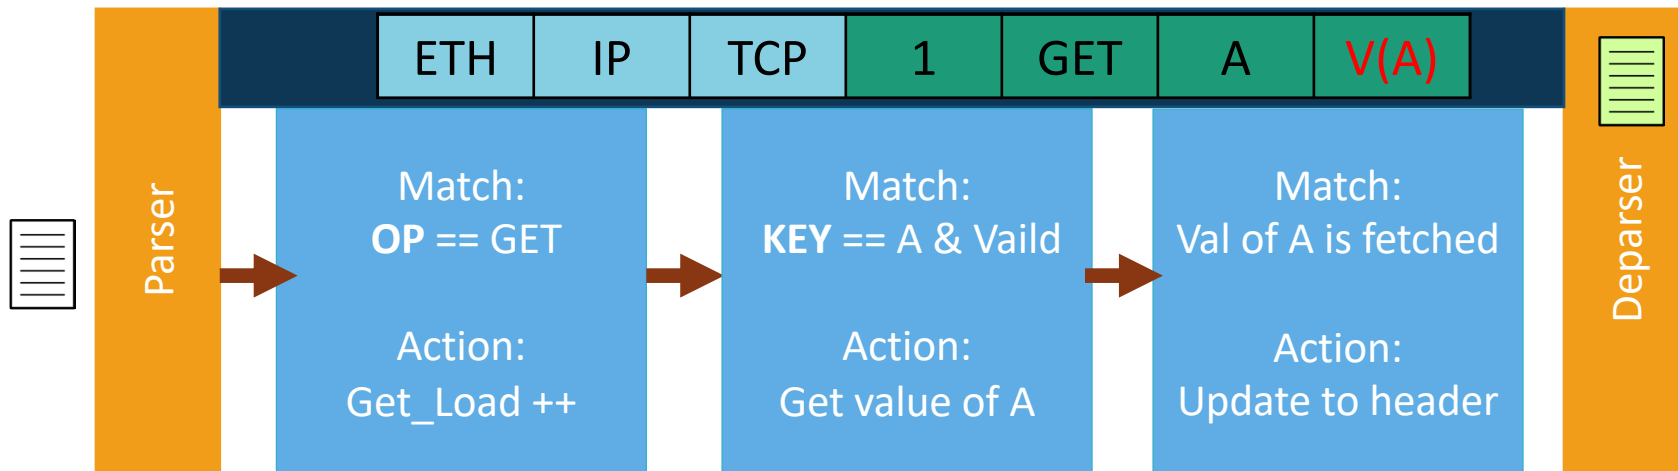 ETH IP TCP 1 GET A V(A)
Parser
Match:
OP == GET
Action:
Get_Load ++
Match:
KEY == A & Vaild
Action:
Get value of A
Match:
Val of A is fetched
Action:
Update to header
Deparser